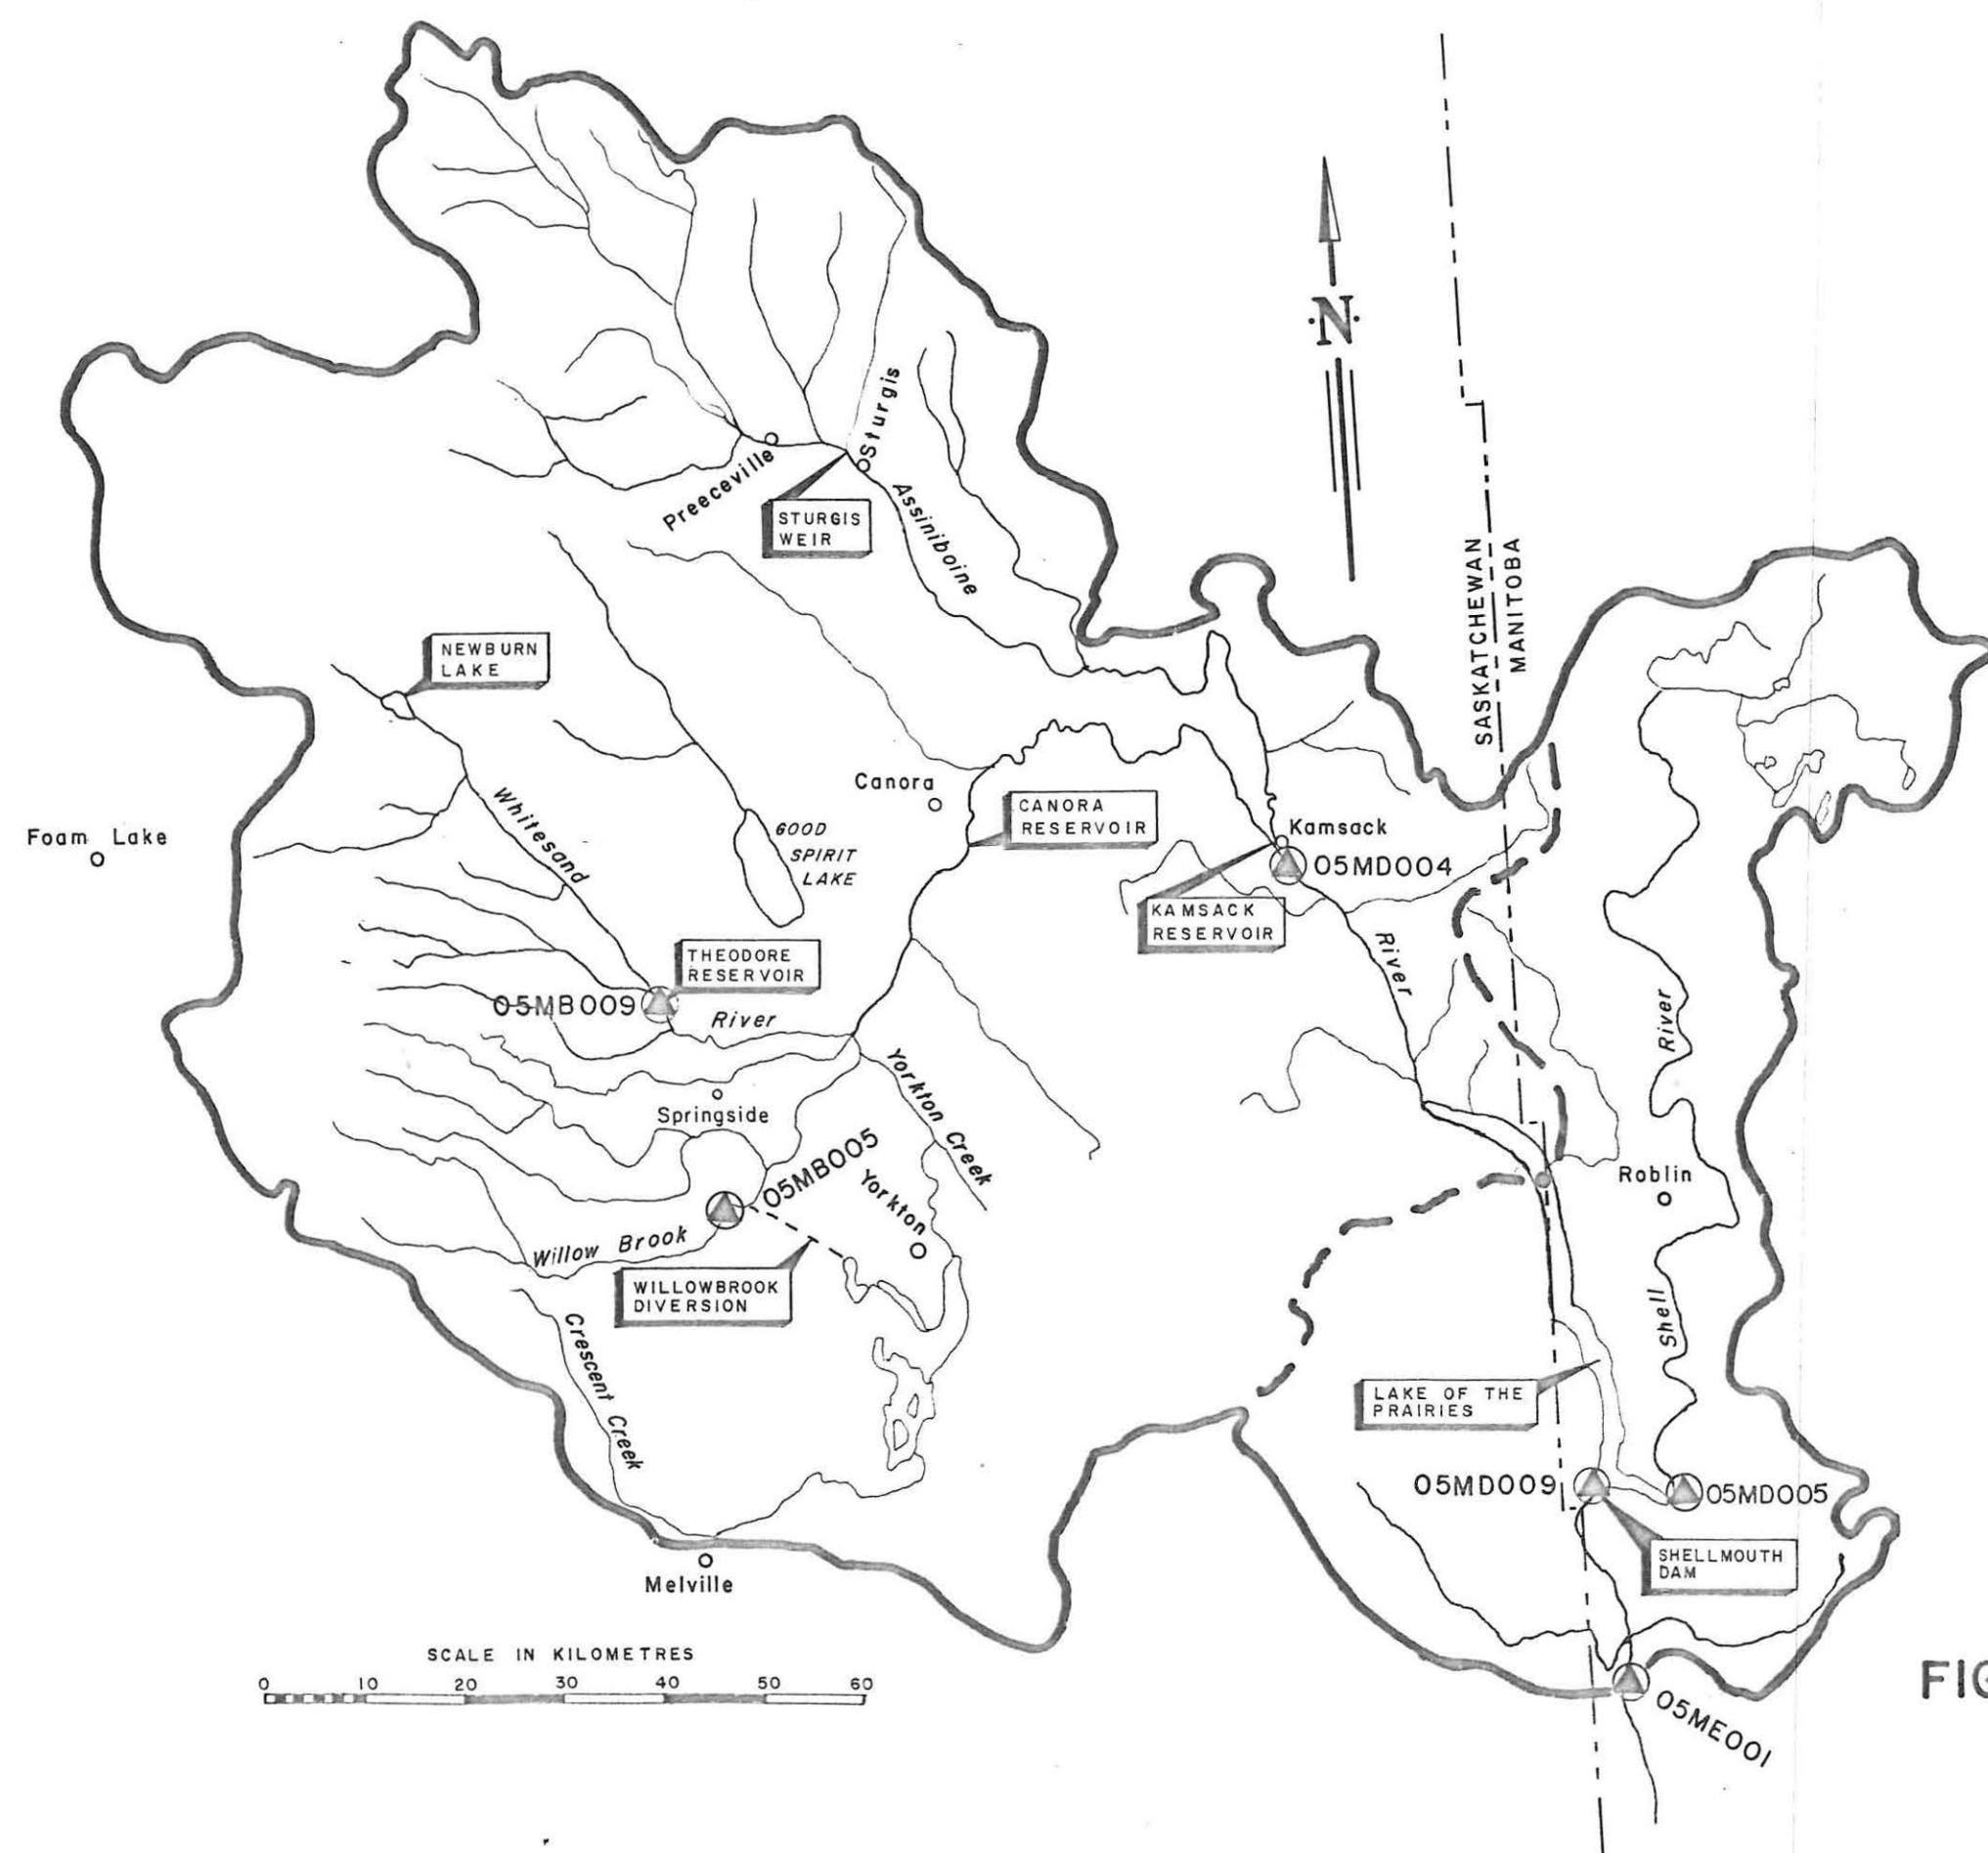 N
Sturgis
Preeceville
STURGIS
WEIR
Assiniboine
SASKATCHEWAN
MANITOBA
NEWBURN
LAKE
Whitesand
Canora
CANORA
RESERVOIR
Foam Lake
GOOD
SPIRIT
LAKE
Kamsack
05MD004
KAMSACK
RESERVOIR
THEODORE
RESERVOIR
05MB009
River
River
River
Yorkton Creek
Springside
05MB005
Yorkton
Roblin
Willow Brook
WILLOWBROOK
DIVERSION
Crescent Creek
Shell
LAKE OF THE
PRAIRIES
05MD009
05MD005
SHELLMOUTH
DAM
Melville
SCALE IN KILOMETRES
0 10 20 30 40 50 60
05ME001
FIG